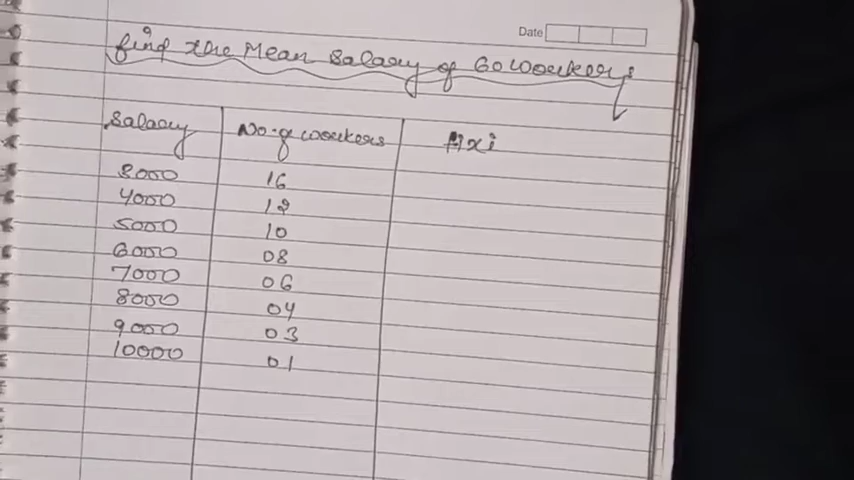 Date
Find the Mean Salary of 60 workers
Salary No. of workers fixi
3000 16
4000 12
5000 10
6000 08
7000 06
8000 04
9000 03
10000 01